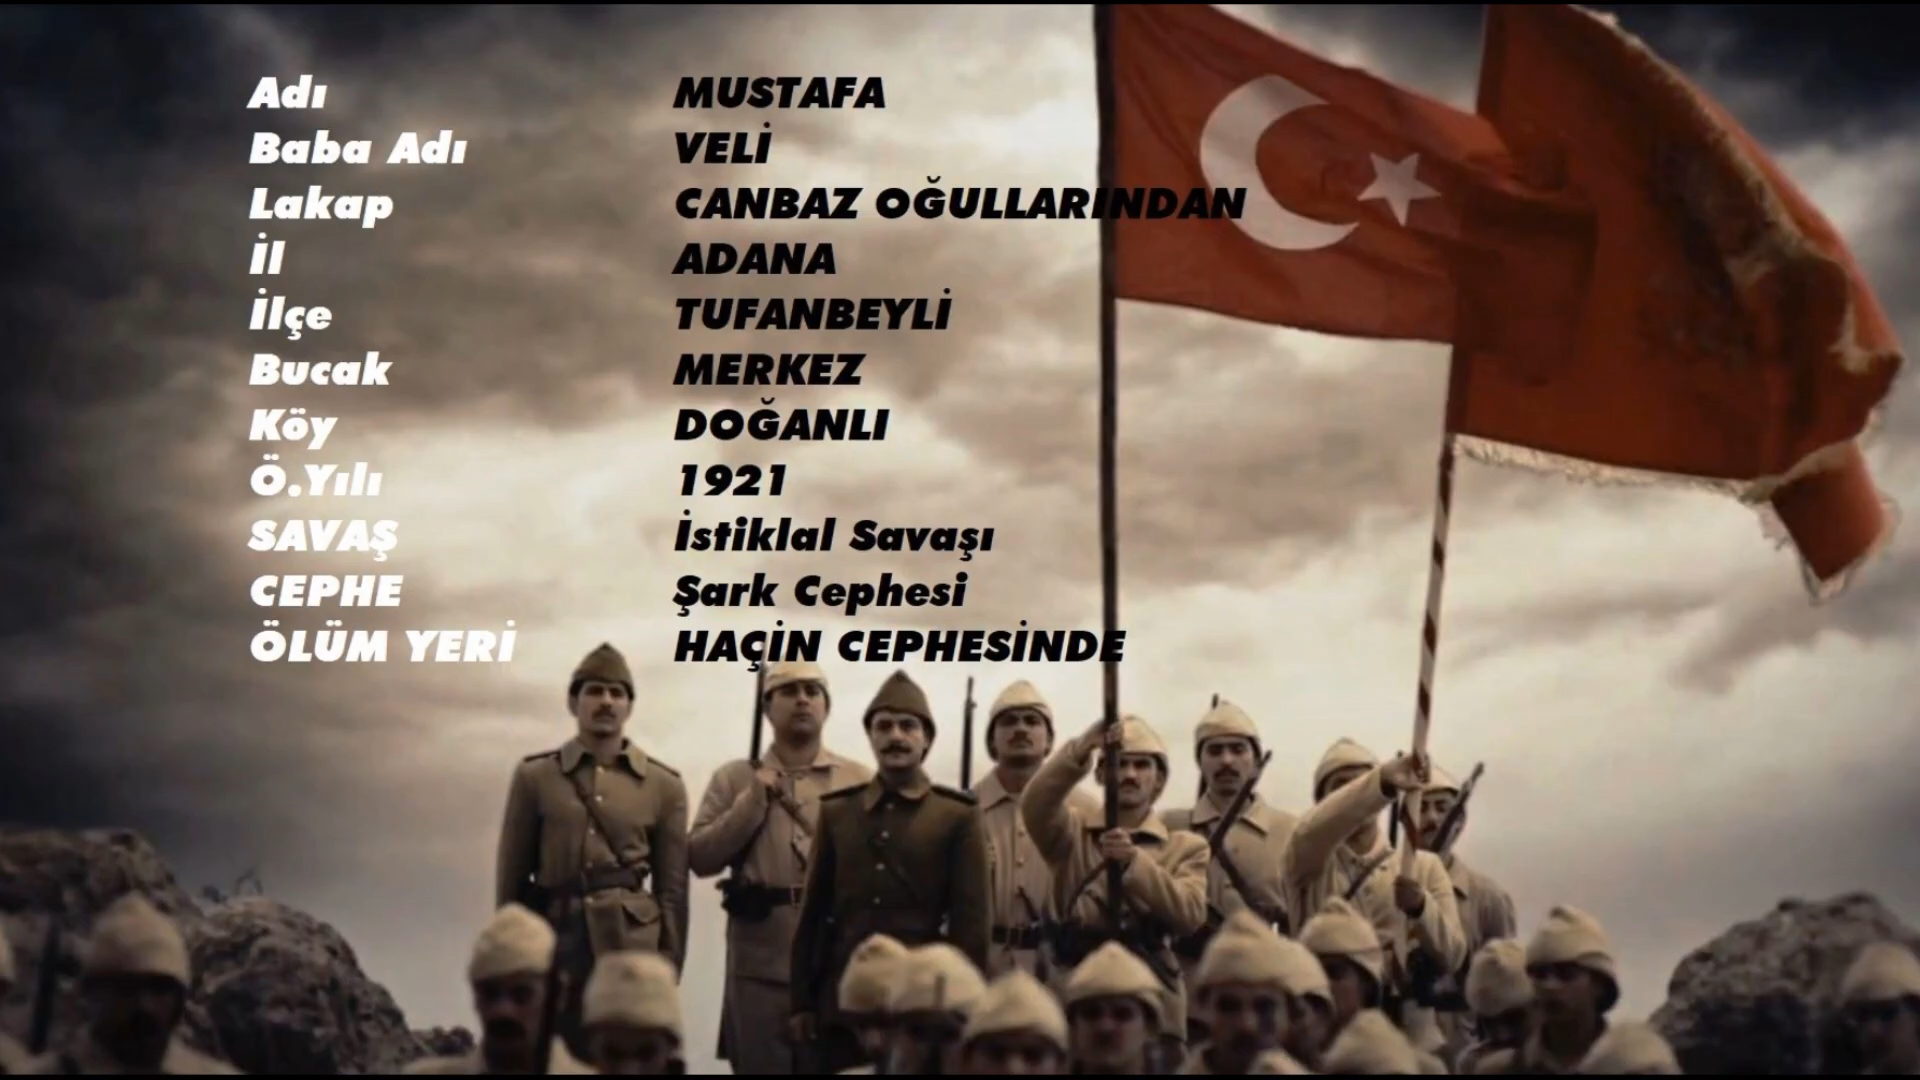 Adı MUSTAFA
Baba Adı VELİ
Lakap CANBAZ OĞULLARINDAN
İl ADANA
İlçe TUFANBEYLİ
Bucak MERKEZ
Köy DOĞANLI
Ö.Yılı 1921
SAVAŞ İstiklal Savaşı
CEPHE Şark Cephesi
ÖLÜM YERİ HAÇİN CEPHESİNDE